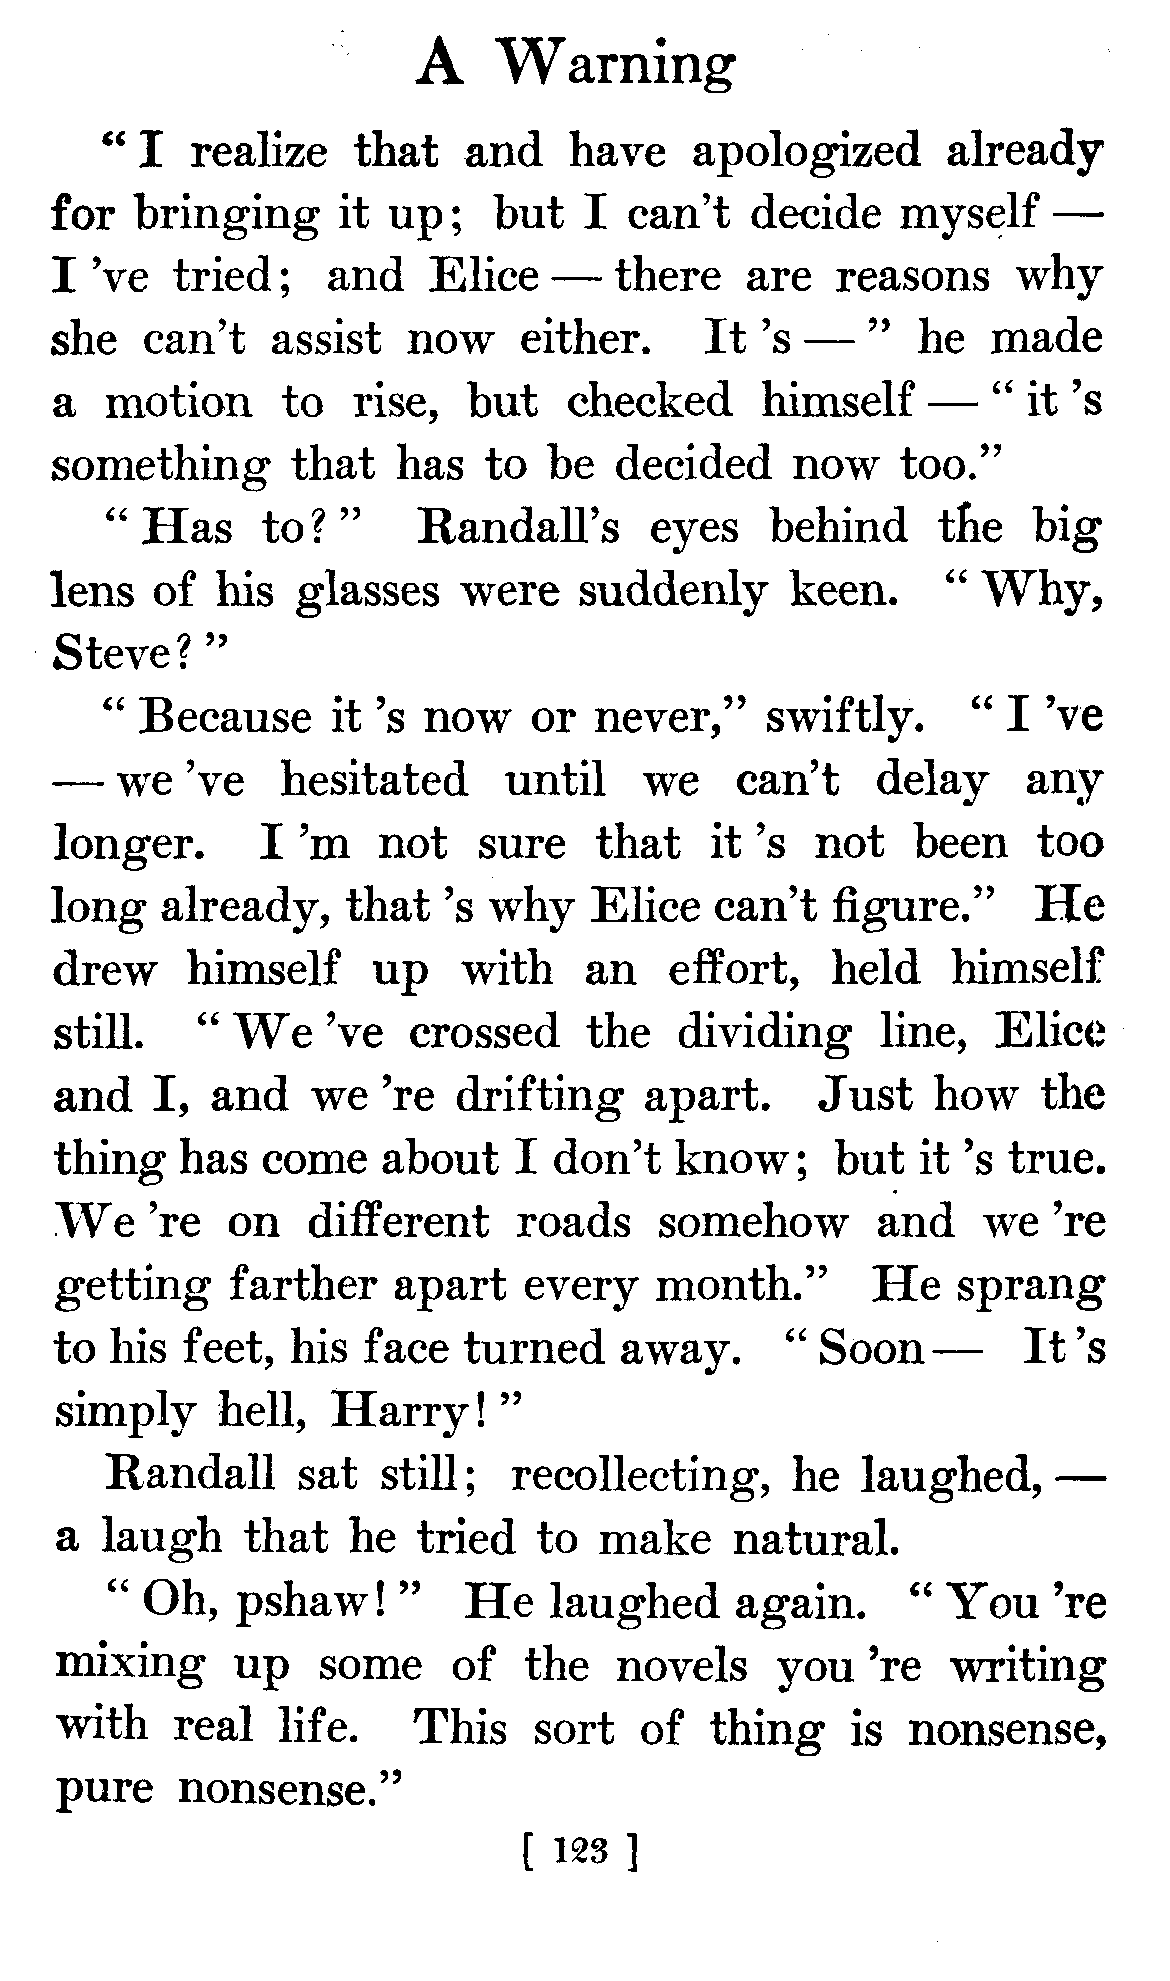 A Warning
“ I realize that and have apologized already
for bringing it up; but I can't decide myself —
I 've tried; and Elice — there are reasons why
she can't assist now either. It 's — ” he made
a motion to rise, but checked himself — “ it 's
something that has to be decided now too.”
“ Has to? ” Randall's eyes behind the big
lens of his glasses were suddenly keen. “ Why,
Steve? ”
“ Because it 's now or never,” swiftly. “ I 've
— we 've hesitated until we can't delay any
longer. I 'm not sure that it 's not been too
long already, that 's why Elice can't figure.” He
drew himself up with an effort, held himself
still. “ We 've crossed the dividing line, Elice
and I, and we 're drifting apart. Just how the
thing has come about I don't know; but it 's true.
We 're on different roads somehow and we 're
getting farther apart every month.” He sprang
to his feet, his face turned away. “ Soon — It 's
simply hell, Harry! ”
Randall sat still; recollecting, he laughed, —
a laugh that he tried to make natural.
“ Oh, pshaw! ” He laughed again. “ You 're
mixing up some of the novels you 're writing
with real life. This sort of thing is nonsense,
pure nonsense.”
[ 123 ]